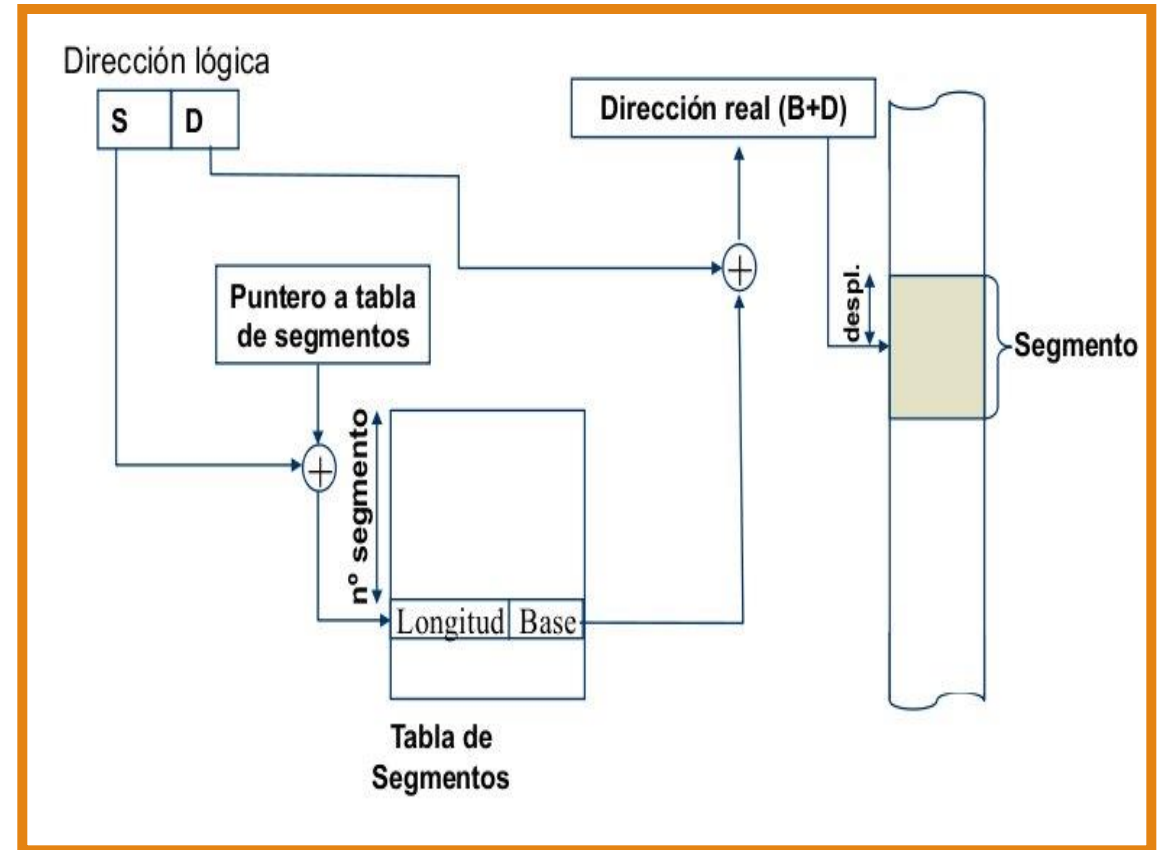 Dirección lógica
S D
Dirección real (B+D)
Puntero a tabla
de segmentos
despl.
Segmento
nº segmento
Longitud Base
Tabla de
Segmentos